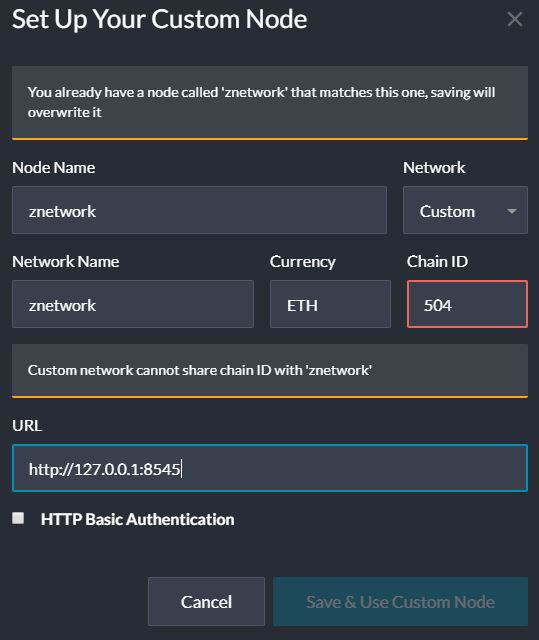 Set Up Your Custom Node
You already have a node called 'znetwork' that matches this one, saving will
overwrite it
Node Name
Network
znetwork
Custom
Network Name
Currency
Chain ID
znetwork
ETH
504
Custom network cannot share chain ID with 'znetwork'
URL
http://127.0.0.1:8545
HTTP Basic Authentication
Cancel
Save & Use Custom Node